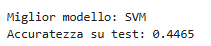 Miglior modello: SVM
Accuratezza su test: 0.4465